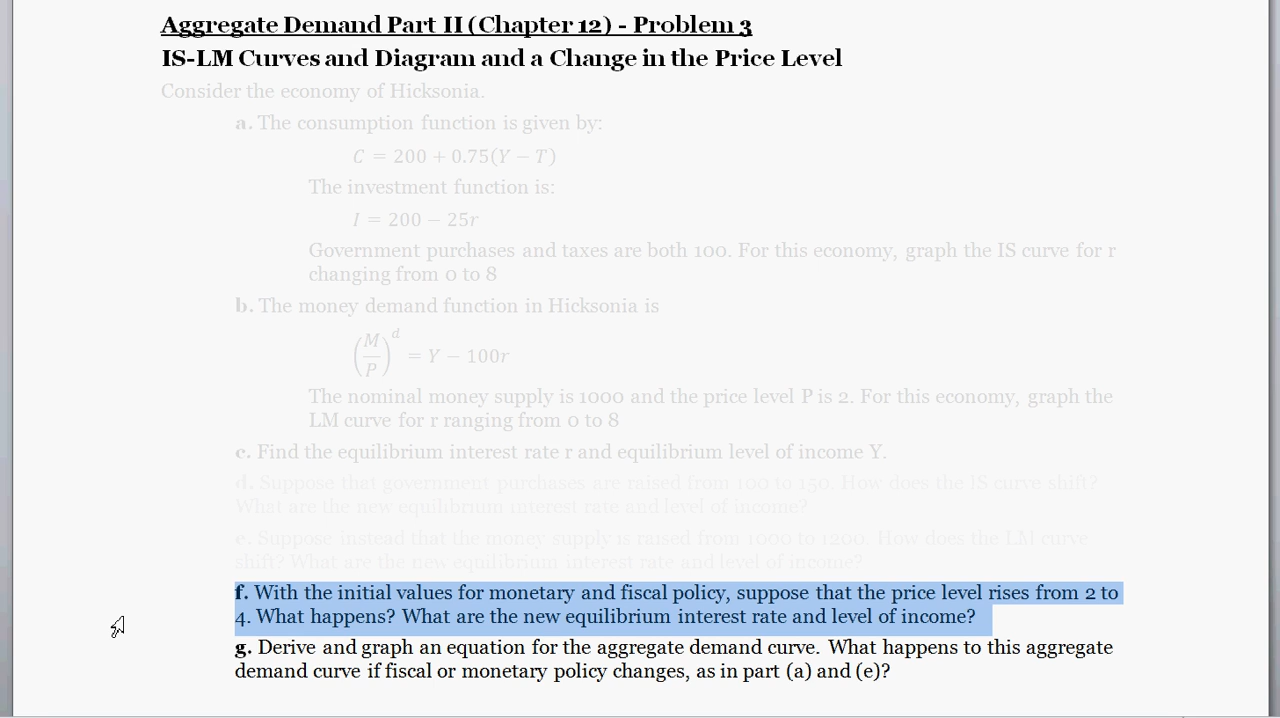 Aggregate Demand Part II (Chapter 12) - Problem 3
IS-LM Curves and Diagram and a Change in the Price Level
Consider the economy of Hicksonia.
a. The consumption function is given by:
C = 200 + 0.75(Y − T)
The investment function is:
I = 200 − 25r
Government purchases and taxes are both 100. For this economy, graph the IS curve for r
changing from 0 to 8
b. The money demand function in Hicksonia is
(M/P)^d = Y − 100r
The nominal money supply is 1000 and the price level P is 2. For this economy, graph the
LM curve for r ranging from 0 to 8
c. Find the equilibrium interest rate r and equilibrium level of income Y.
d. Suppose that government purchases are raised from 100 to 150. How does the IS curve shift?
What are the new equilibrium interest rate and level of income?
e. Suppose instead that the money supply is raised from 1000 to 1200. How does the LM curve
shift? What are the new equilibrium interest rate and level of income?
f. With the initial values for monetary and fiscal policy, suppose that the price level rises from 2 to
4. What happens? What are the new equilibrium interest rate and level of income?
g. Derive and graph an equation for the aggregate demand curve. What happens to this aggregate
demand curve if fiscal or monetary policy changes, as in part (a) and (e)?